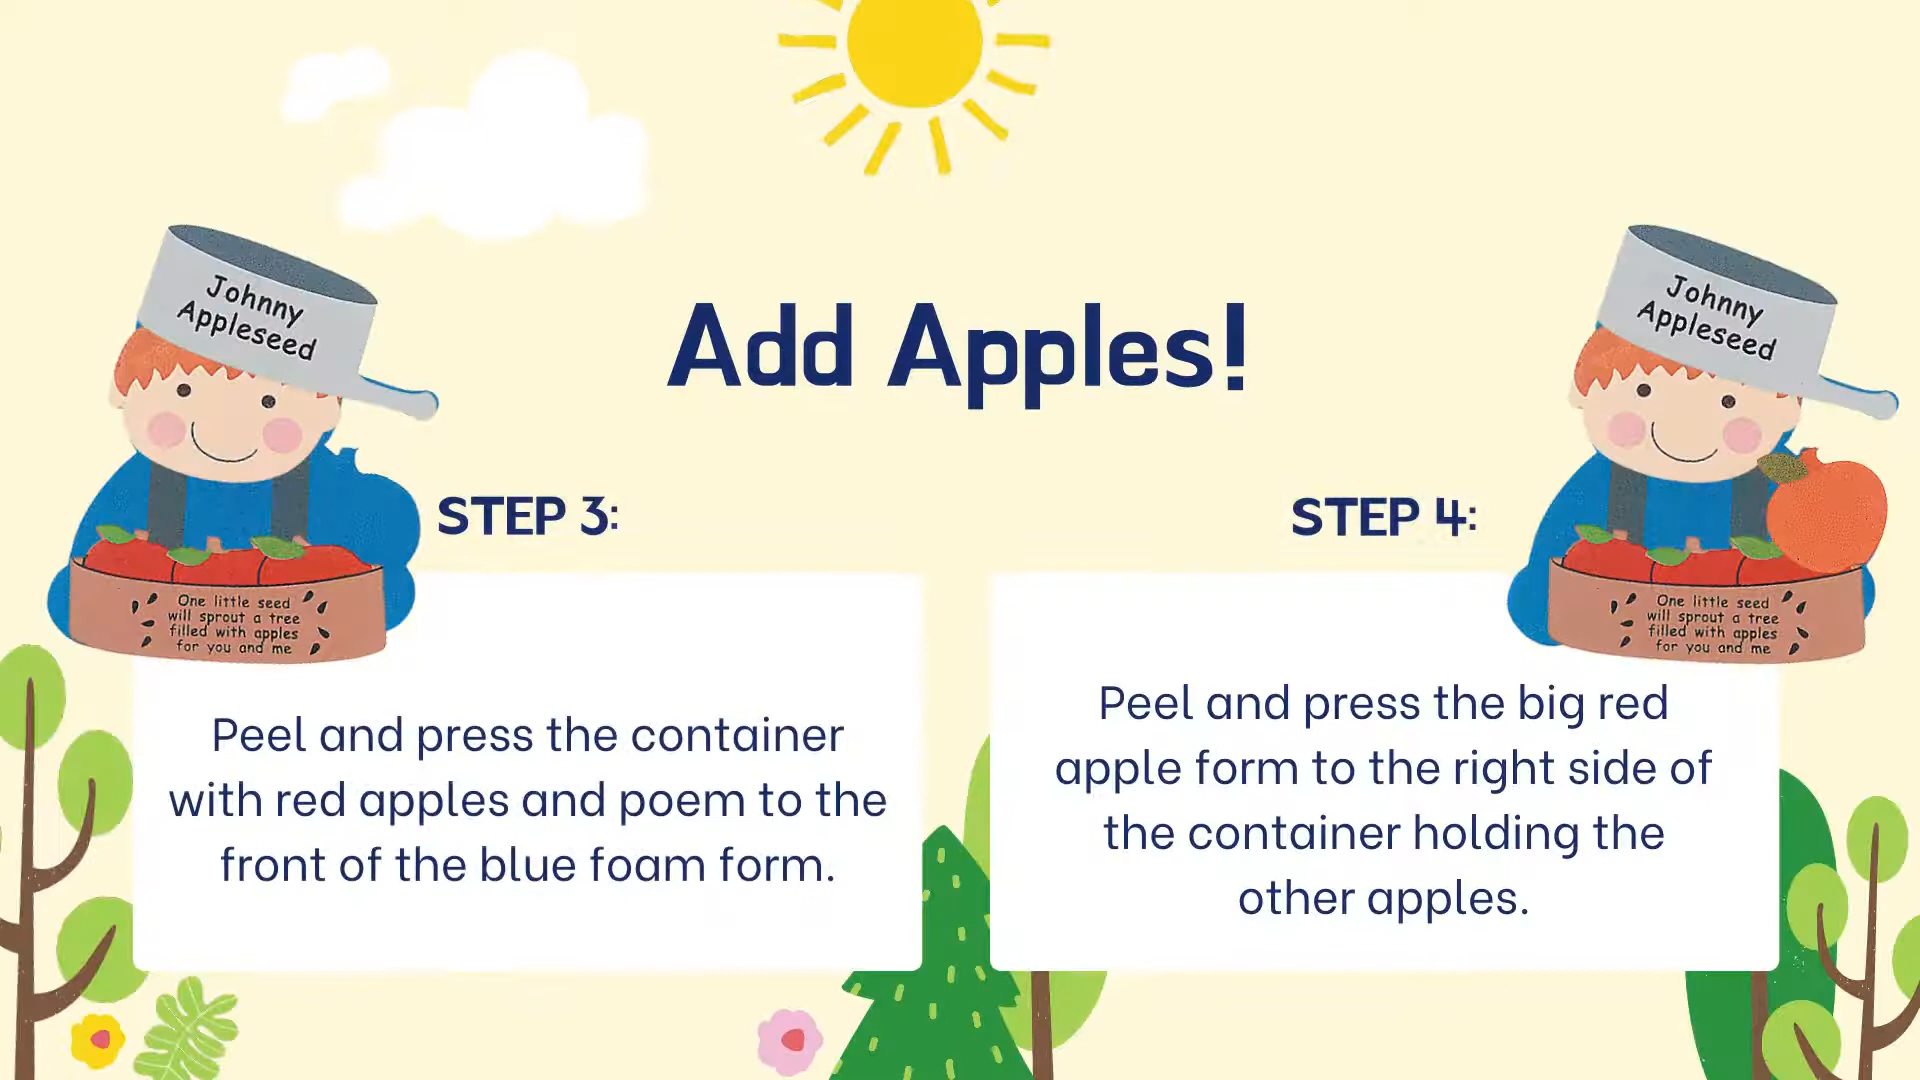 Johnny
Appleseed
Johnny
Appleseed
Add Apples!
STEP 3:
One little seed
will sprout a tree
filled with apples
for you and me
Peel and press the container
with red apples and poem to the
front of the blue foam form.
STEP 4:
One little seed
will sprout a tree
filled with apples
for you and me
Peel and press the big red
apple form to the right side of
the container holding the
other apples.